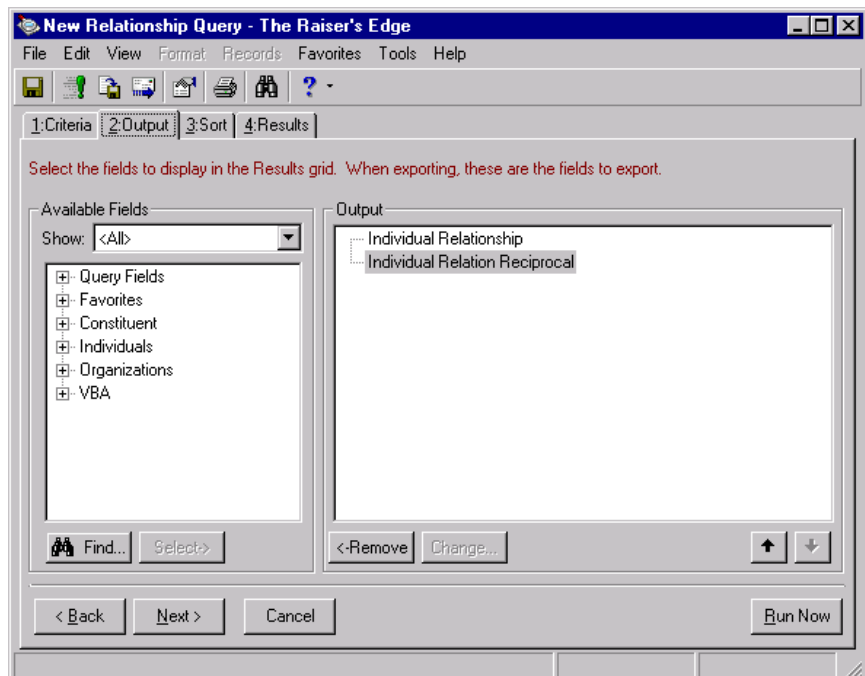 New Relationship Query - The Raiser's Edge
File Edit View Format Records Favorites Tools Help
1:Criteria 2:Output 3:Sort 4:Results
Select the fields to display in the Results grid. When exporting, these are the fields to export.
Available Fields
Show: <All>
Query Fields
Favorites
Constituent
Individuals
Organizations
VBA
Find... Select->
Output
Individual Relationship
Individual Relation Reciprocal
<-Remove Change...
< Back Next > Cancel Run Now